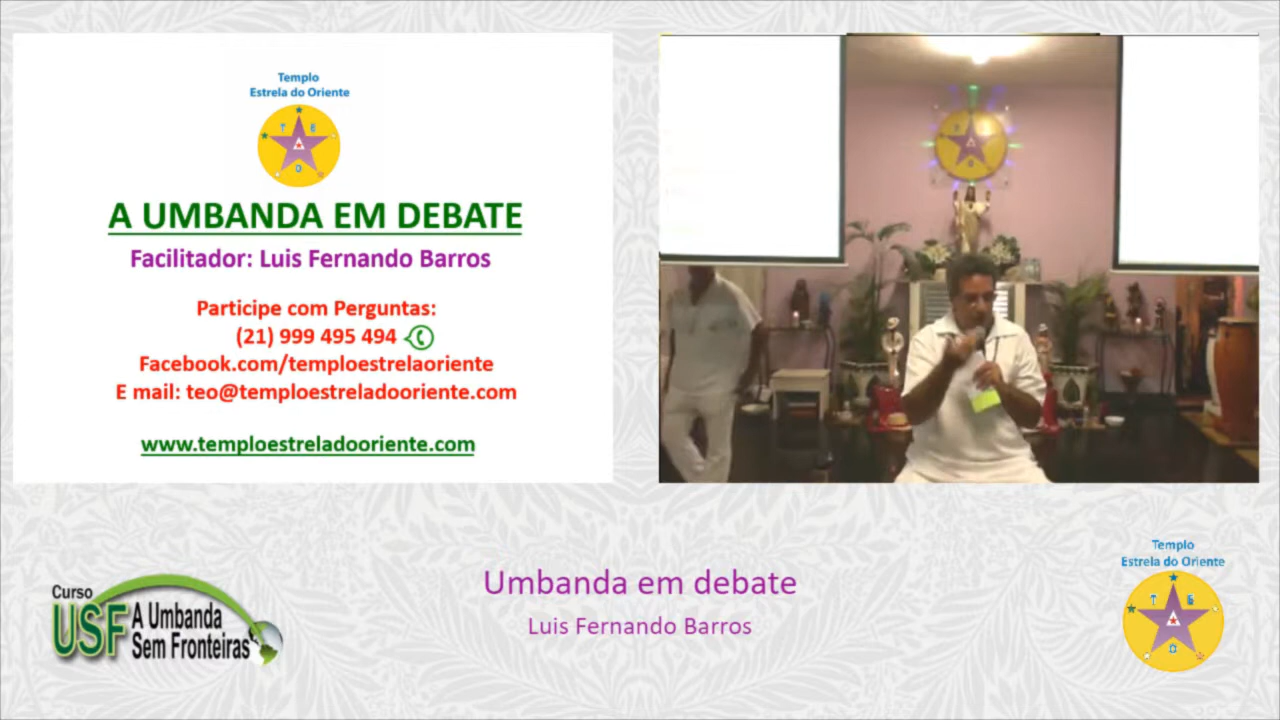 Templo
Estrela do Oriente
T E
D
A UMBANDA EM DEBATE
Facilitador: Luis Fernando Barros
Participe com Perguntas:
(21) 999 495 494
Facebook.com/temploestrelaoriente
E mail: teo@temploestreladooriente.com
www.temploestreladooriente.com
Umbanda em debate
Luis Fernando Barros
Curso
USF A Umbanda
Sem Fronteiras
Templo
Estrela do Oriente
T E